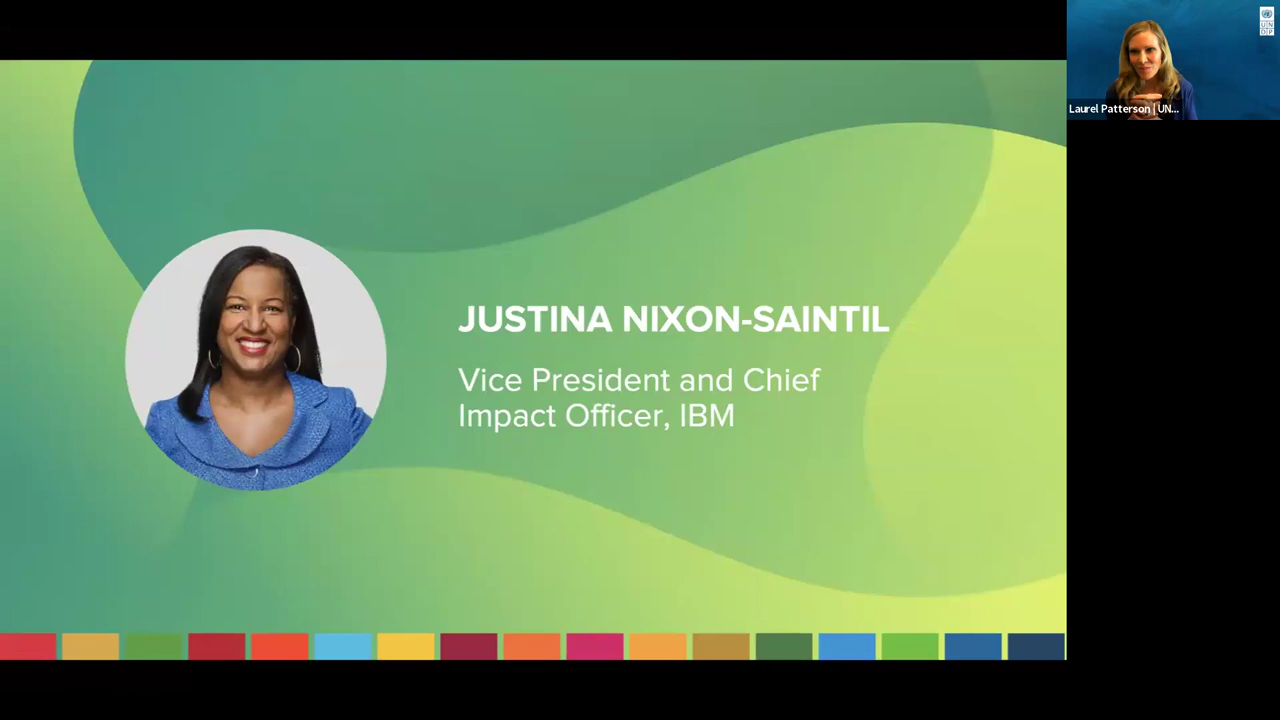 JUSTINA NIXON-SAINTIL
Vice President and Chief
Impact Officer, IBM
Laurel Patterson | UN...
U N
D P